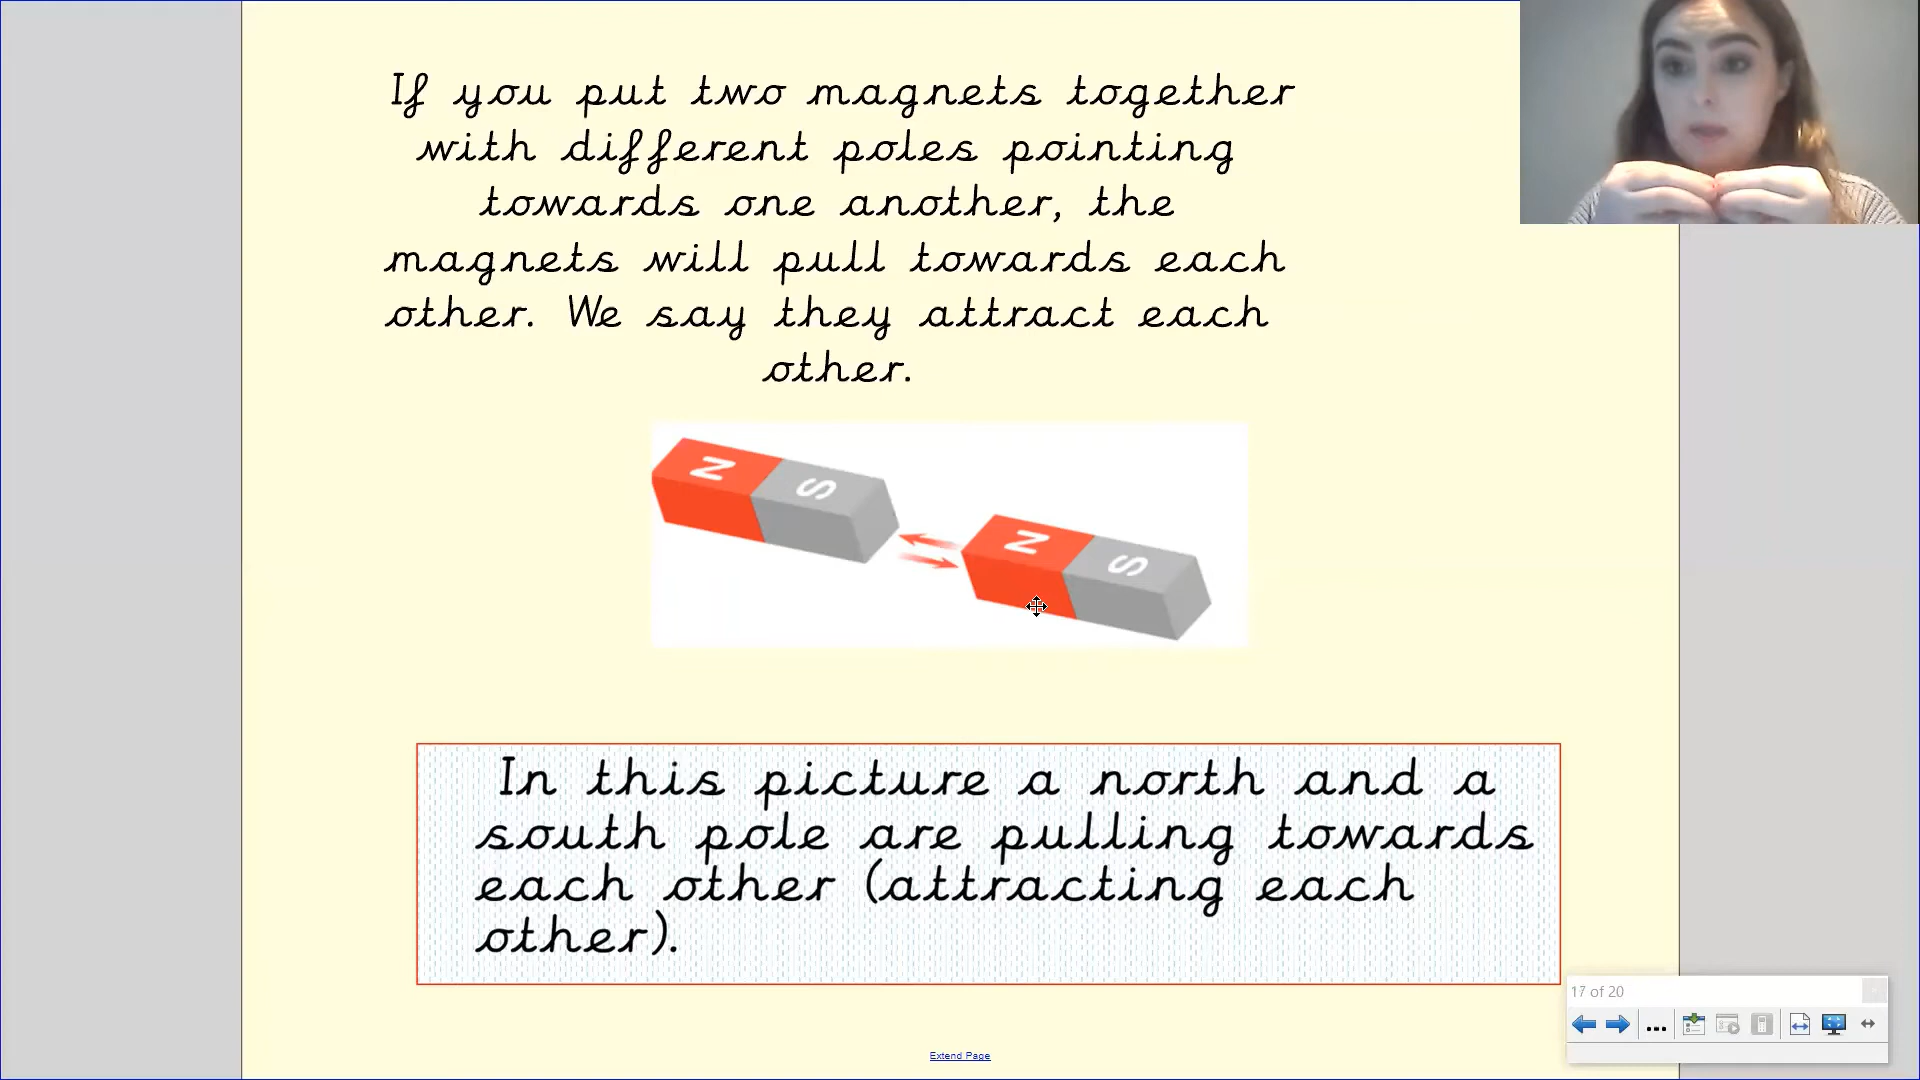 If you put two magnets together
with different poles pointing
towards one another, the
magnets will pull towards each
other. We say they attract each
other.
N
S
N
S
In this picture a north and a
south pole are pulling towards
each other (attracting each
other).
17 of 20
Extend Page